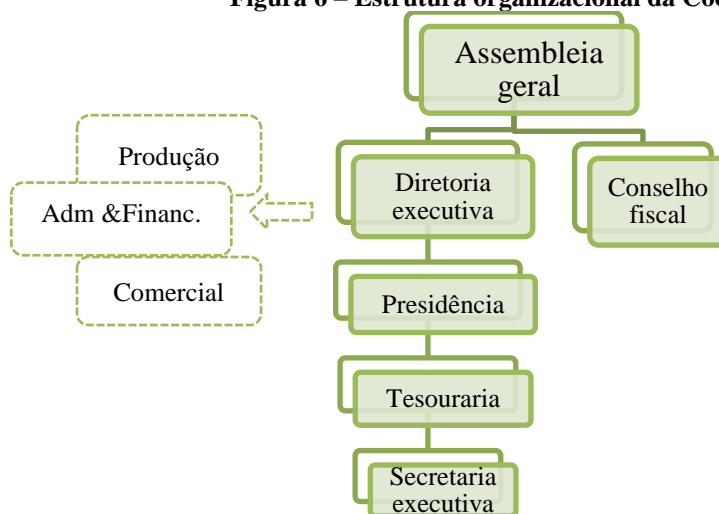 Figura 6 – Estrutura organizacional da
Assembleia
geral
Produção
Adm &Financ.
Comercial
Diretoria
executiva
Conselho
fiscal
Presidência
Tesouraria
Secretaria
executiva